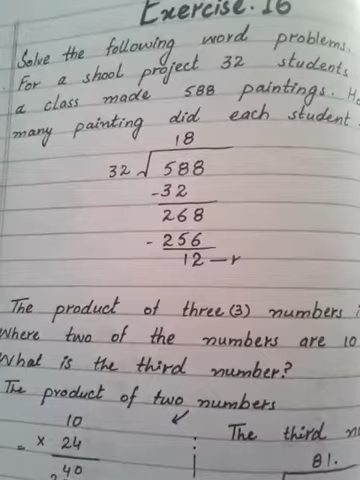 Exercise. 16
Solve the following word problems.
For a shool project 32 students
a class made 588 paintings.
many painting did each student
18
32 √ 588
-32
268
- 256
12 — r
The product of three (3) numbers
Where two of the numbers are 10
What is the third number?
The product of two numbers
10
= × 24
40
The third
81.